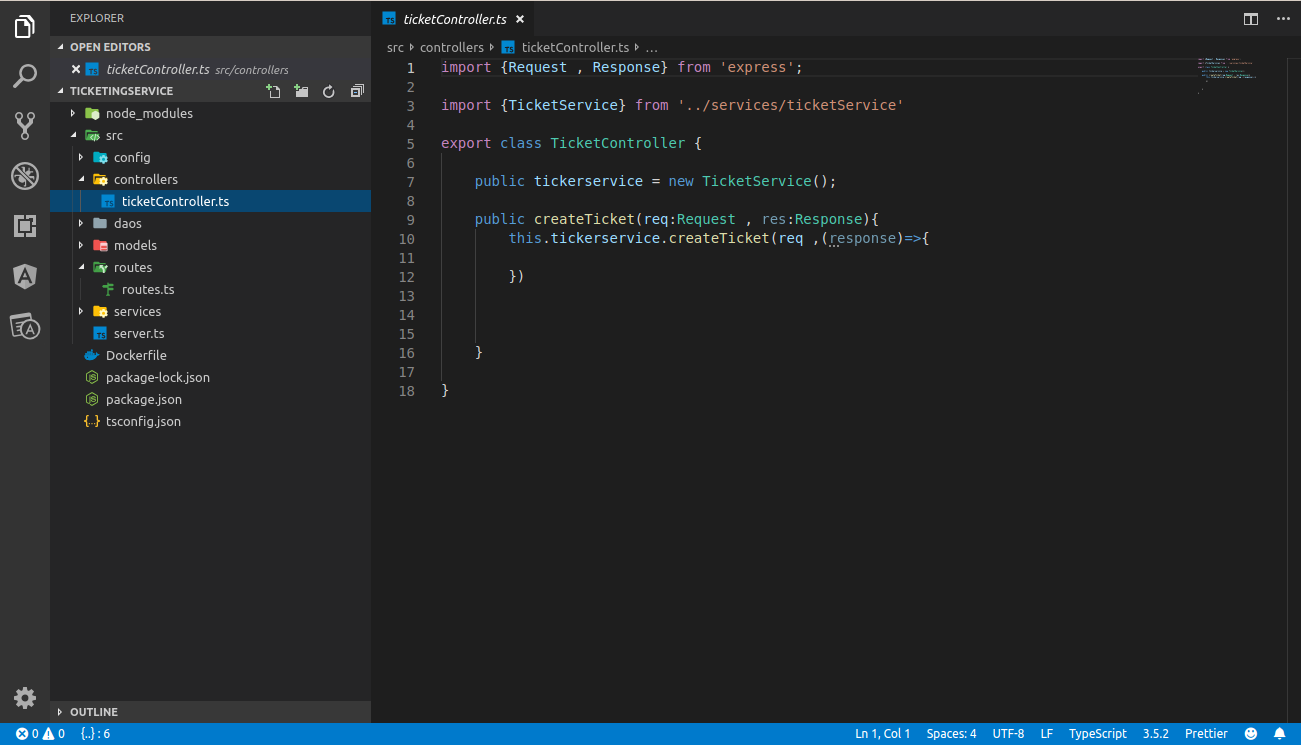 EXPLORER
OPEN EDITORS
ticketController.ts src/controllers
TICKETINGSERVICE
node_modules
src
config
controllers
ticketController.ts
daos
models
routes
routes.ts
services
server.ts
Dockerfile
package-lock.json
package.json
tsconfig.json
OUTLINE
ticketController.ts
src controllers ticketController.ts ...
1 import {Request , Response} from 'express';
2
3 import {TicketService} from '../services/ticketService'
4
5 export class TicketController {
6
7 public tickerservice = new TicketService();
8
9 public createTicket(req:Request , res:Response){
10 this.tickerservice.createTicket(req ,(response)=>{
11
12 })
13
14
15
16 }
17
18 }
0 0 {..} : 6 Ln 1, Col 1 Spaces: 4 UTF-8 LF TypeScript 3.5.2 Prettier